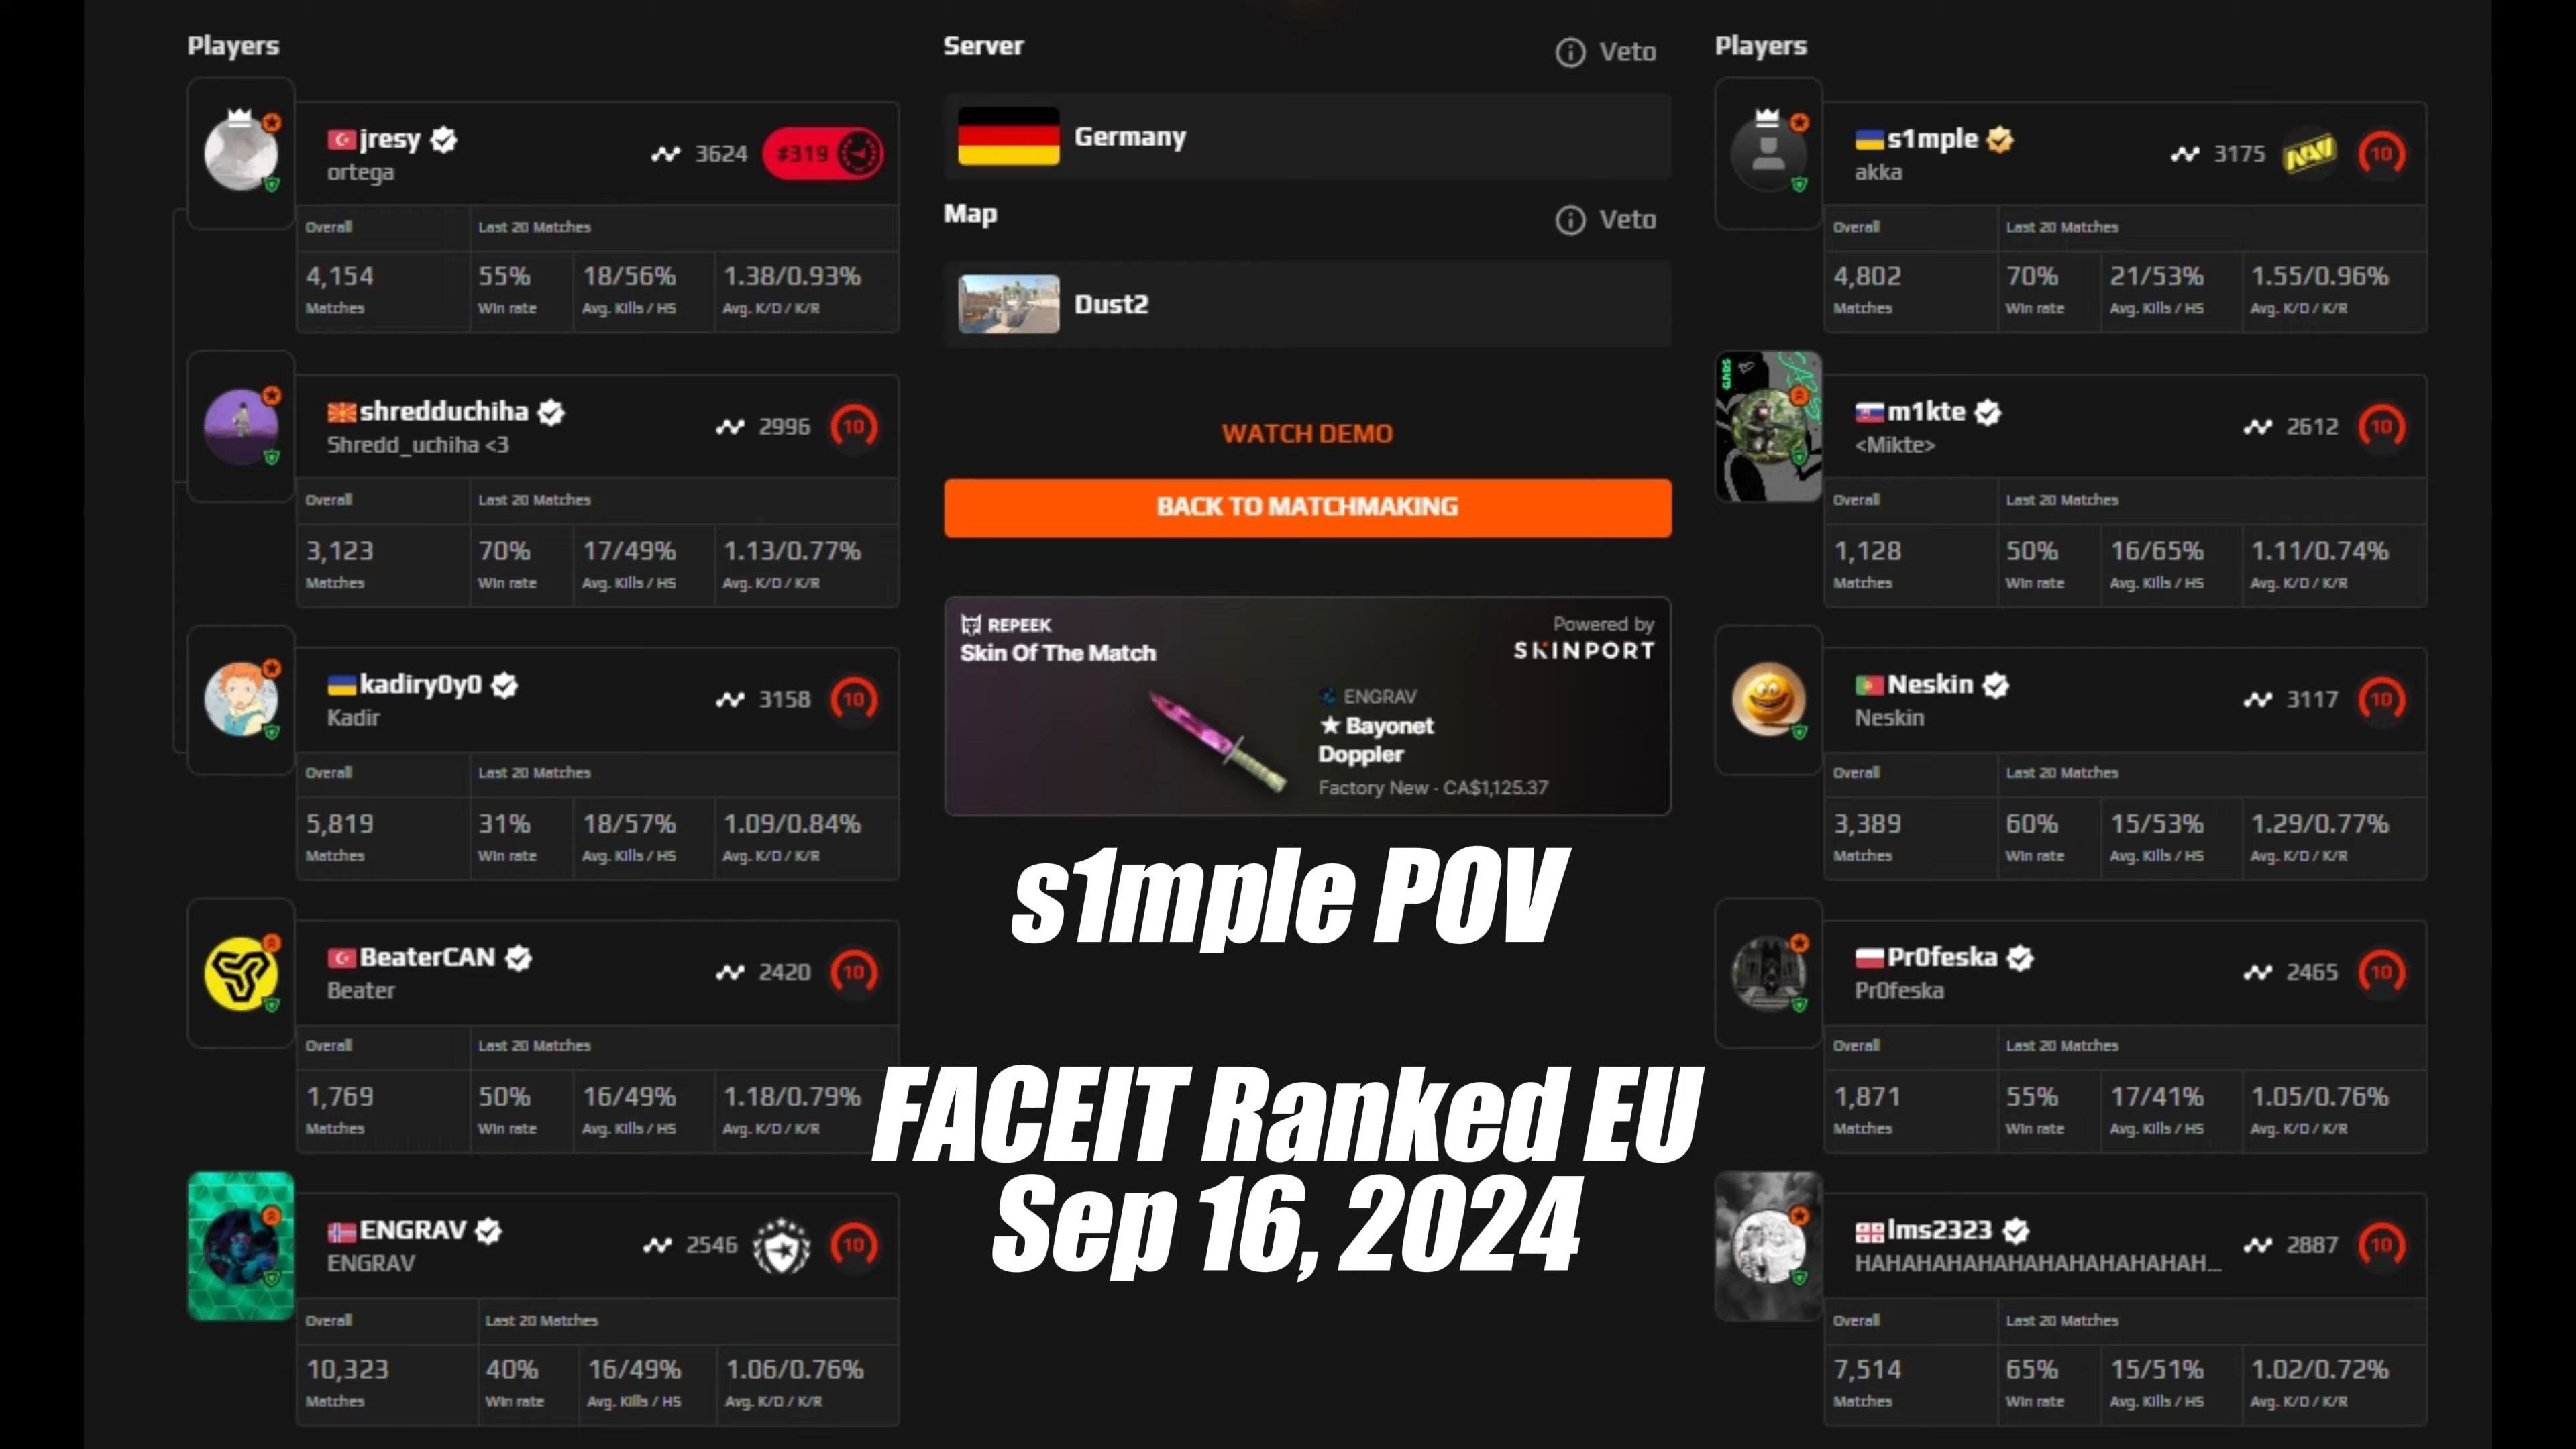 Players
jresy
ortega
3624
#319
Overall
Last 20 Matches
4,154
55%
18/56%
1.38/0.93%
Matches
Win rate
Avg. Kills / HS
Avg. K/D / K/R
shredduchiha
Shredd_uchiha <3
2996
10
Overall
Last 20 Matches
3,123
70%
17/49%
1.13/0.77%
Matches
Win rate
Avg. Kills / HS
Avg. K/D / K/R
kadiry0y0
Kadir
3158
10
Overall
Last 20 Matches
5,819
31%
18/57%
1.09/0.84%
Matches
Win rate
Avg. Kills / HS
Avg. K/D / K/R
BeaterCAN
Beater
2420
10
Overall
Last 20 Matches
1,769
50%
16/49%
1.18/0.79%
Matches
Win rate
Avg. Kills / HS
Avg. K/D / K/R
ENGRAV
ENGRAV
2546
10
Overall
Last 20 Matches
10,323
40%
16/49%
1.06/0.76%
Matches
Win rate
Avg. Kills / HS
Avg. K/D / K/R
Server
Veto
Germany
Map
Veto
Dust2
WATCH DEMO
BACK TO MATCHMAKING
REPEEK
Skin Of The Match
Powered by
SKINPORT
ENGRAV
★ Bayonet
Doppler
Factory New - CA$1,125.37
s1mple POV
FACEIT Ranked EU
Sep 16, 2024
Players
s1mple
akka
3175
NAVI
10
Overall
Last 20 Matches
4,802
70%
21/53%
1.55/0.96%
Matches
Win rate
Avg. Kills / HS
Avg. K/D / K/R
m1kte
<Mikte>
2612
10
Overall
Last 20 Matches
1,128
50%
16/65%
1.11/0.74%
Matches
Win rate
Avg. Kills / HS
Avg. K/D / K/R
Neskin
Neskin
3117
10
Overall
Last 20 Matches
3,389
60%
15/53%
1.29/0.77%
Matches
Win rate
Avg. Kills / HS
Avg. K/D / K/R
Pr0feska
Pr0feska
2465
10
Overall
Last 20 Matches
1,871
55%
17/41%
1.05/0.76%
Matches
Win rate
Avg. Kills / HS
Avg. K/D / K/R
lms2323
HAHAHAHAHAHAHAHAHAHAHAH...
2887
10
Overall
Last 20 Matches
7,514
65%
15/51%
1.02/0.72%
Matches
Win rate
Avg. Kills / HS
Avg. K/D / K/R